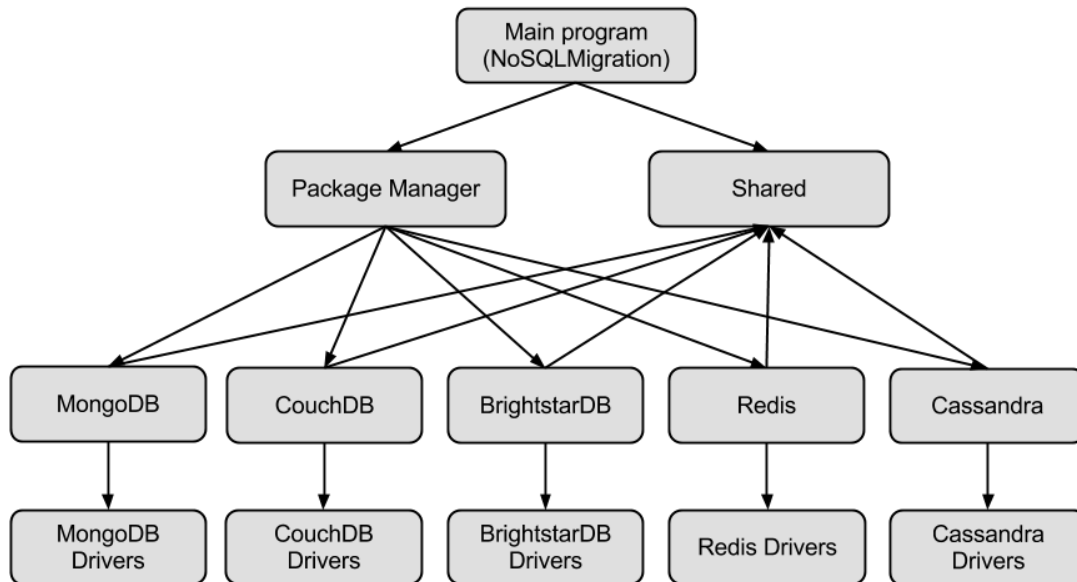 Main program
(NoSQLMigration)
Package Manager
Shared
MongoDB
CouchDB
BrightstarDB
Redis
Cassandra
MongoDB
Drivers
CouchDB
Drivers
BrightstarDB
Drivers
Redis Drivers
Cassandra
Drivers